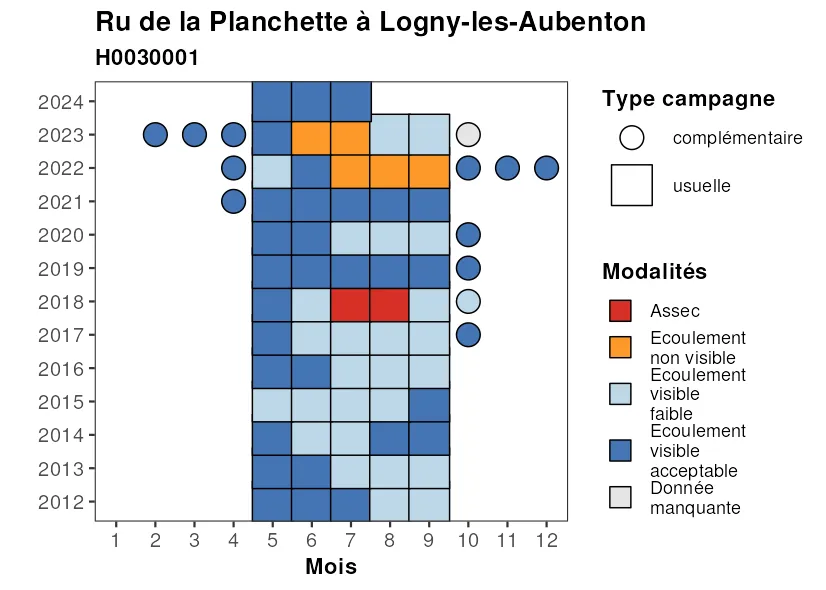 Ru de la Planchette à Logny-les-Aubenton
H0030001
2024
2023
2022
2021
2020
2019
2018
2017
2016
2015
2014
2013
2012
1 2 3 4 5 6 7 8 9 10 11 12
Mois
Type campagne
complémentaire
usuelle
Modalités
Assec
Ecoulement
non visible
Ecoulement
visible
faible
Ecoulement
visible
acceptable
Donnée
manquante